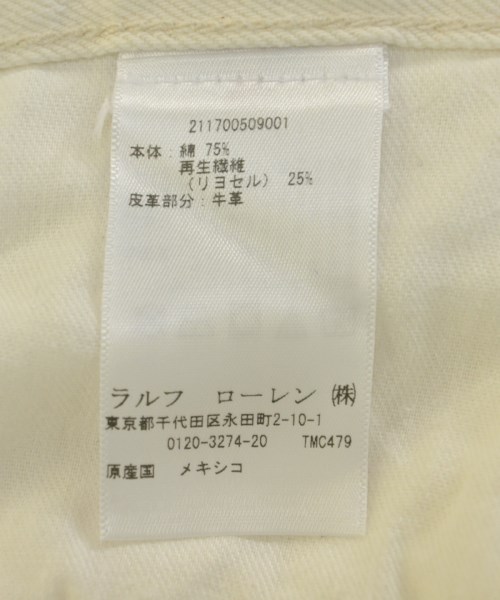 211700509001
本体：綿 75%
再生繊維
（リヨセル） 25%
皮革部分：牛革
ラルフ ローレン ㈱
東京都千代田区永田町2-10-1
0120-3274-20 TMC479
原産国 メキシコ